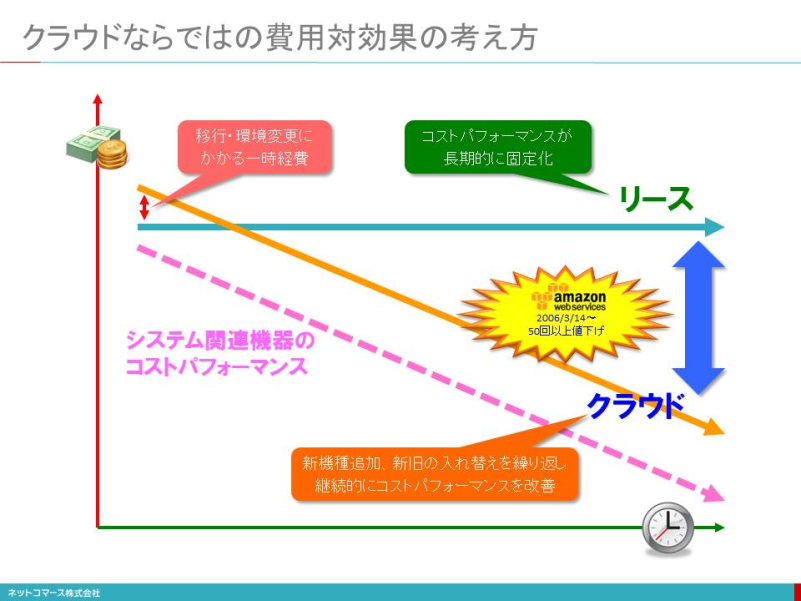 クラウドならではの費用対効果の考え方
移行・環境変更に
かかる一時経費
コストパフォーマンスが
長期的に固定化
リース
amazon
webservices
2006/3/14～
50回以上値下げ
システム関連機器の
コストパフォーマンス
クラウド
新機種追加、新旧の入れ替えを繰り返し
継続的にコストパフォーマンスを改善
ネットコマース株式会社